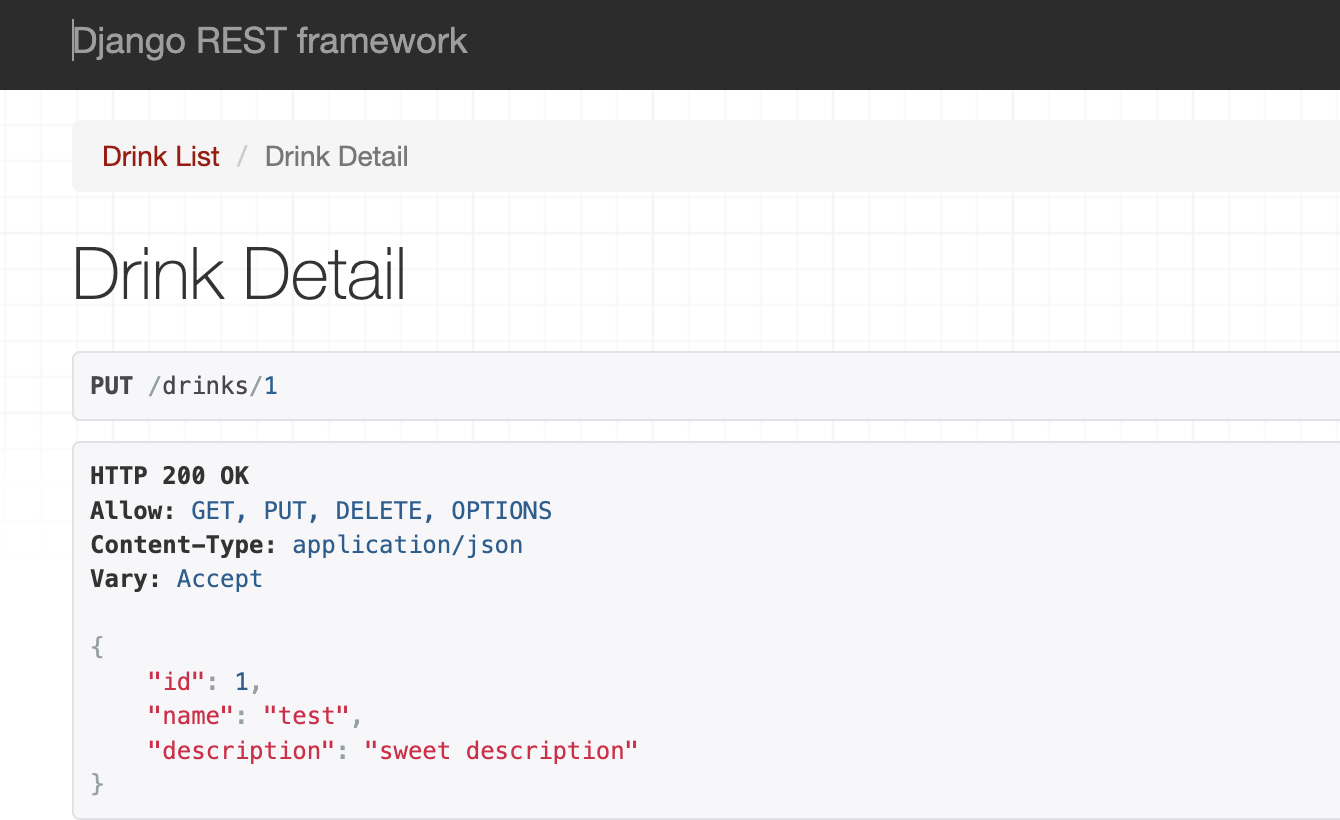 Django REST framework
Drink List / Drink Detail
Drink Detail
PUT /drinks/1
HTTP 200 OK
Allow: GET, PUT, DELETE, OPTIONS
Content-Type: application/json
Vary: Accept
{
    "id": 1,
    "name": "test",
    "description": "sweet description"
}